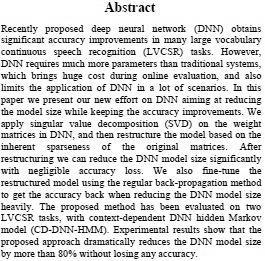 Abstract
Recently proposed deep neural network (DNN) obtains
significant accuracy improvements in many large vocabulary
continuous speech recognition (LVCSR) tasks. However,
DNN requires much more parameters than traditional systems,
which brings huge cost during online evaluation, and also
limits the application of DNN in a lot of scenarios. In this
paper we present our new effort on DNN aiming at reducing
the model size while keeping the accuracy improvements. We
apply singular value decomposition (SVD) on the weight
matrices in DNN, and then restructure the model based on the
inherent sparseness of the original matrices. After
restructuring we can reduce the DNN model size significantly
with negligible accuracy loss. We also fine-tune the
restructured model using the regular back-propagation method
to get the accuracy back when reducing the DNN model size
heavily. The proposed method has been evaluated on two
LVCSR tasks, with context-dependent DNN hidden Markov
model (CD-DNN-HMM). Experimental results show that the
proposed approach dramatically reduces the DNN model size
by more than 80% without losing any accuracy.